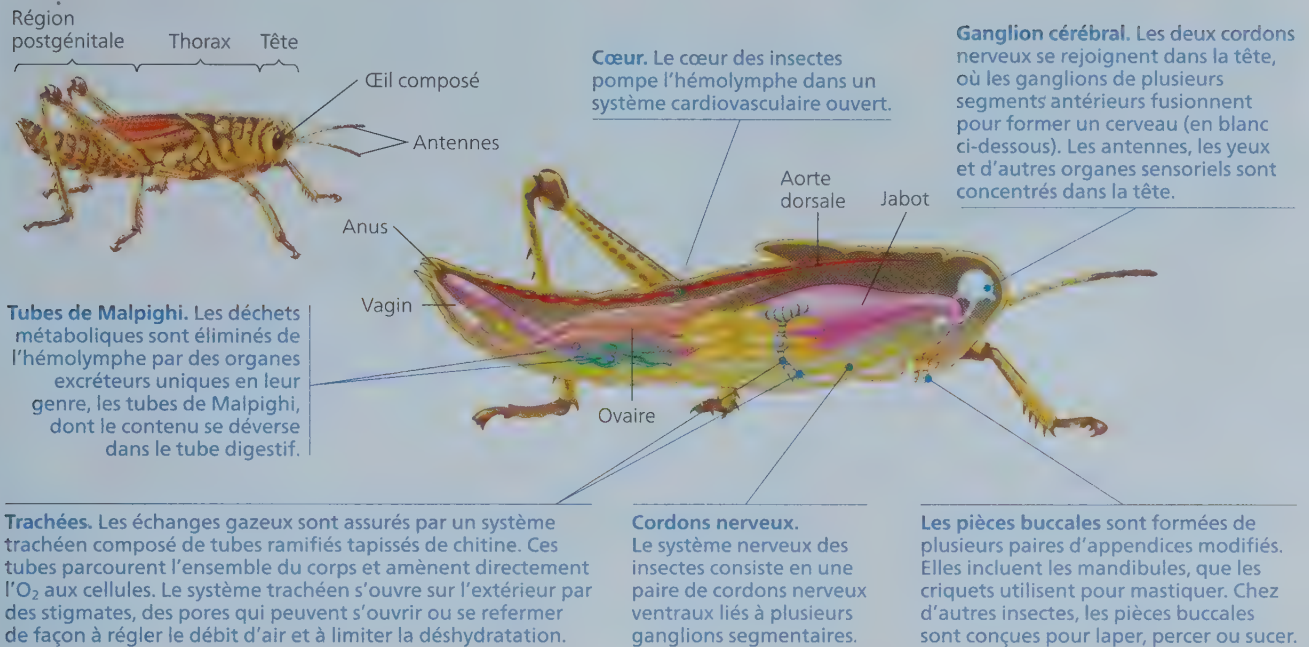 Région
postgénitale
Thorax
Tête
Œil composé
Antennes
Cœur. Le cœur des insectes
pompe l'hémolymphe dans un
système cardiovasculaire ouvert.
Ganglion cérébral. Les deux cordons
nerveux se rejoignent dans la tête,
où les ganglions de plusieurs
segments antérieurs fusionnent
pour former un cerveau (en blanc
ci-dessous). Les antennes, les yeux
et d'autres organes sensoriels sont
concentrés dans la tête.
Aorte
dorsale
Jabot
Anus
Vagin
Ovaire
Tubes de Malpighi. Les déchets
métaboliques sont éliminés de
l'hémolymphe par des organes
excréteurs uniques en leur
genre, les tubes de Malpighi,
dont le contenu se déverse
dans le tube digestif.
Trachées. Les échanges gazeux sont assurés par un système
trachéen composé de tubes ramifiés tapissés de chitine. Ces
tubes parcourent l'ensemble du corps et amènent directement
l'O₂ aux cellules. Le système trachéen s'ouvre sur l'extérieur par
des stigmates, des pores qui peuvent s'ouvrir ou se refermer
de façon à régler le débit d'air et à limiter la déshydratation.
Cordons nerveux.
Le système nerveux des
insectes consiste en une
paire de cordons nerveux
ventraux liés à plusieurs
ganglions segmentaires.
Les pièces buccales sont formées de
plusieurs paires d'appendices modifiés.
Elles incluent les mandibules, que les
criquets utilisent pour mastiquer. Chez
d'autres insectes, les pièces buccales
sont conçues pour laper, percer ou sucer.